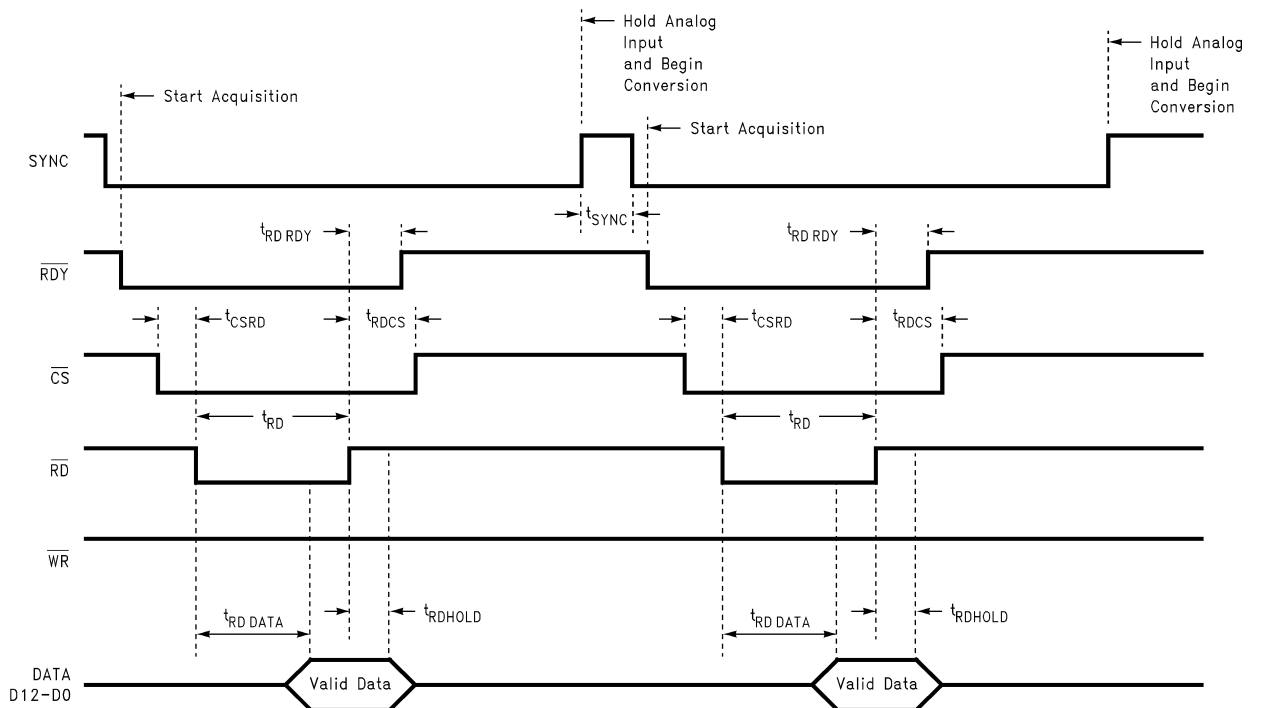 Hold Analog
Input
and Begin
Conversion
Hold Analog
Input
and Begin
Conversion
Start Acquisition
Start Acquisition
SYNC
tSYNC
tRD RDY
tRD RDY
RDY
tCSRD
tRDCS
tCSRD
tRDCS
CS
tRD
tRD
RD
WR
tRD DATA
tRDHOLD
tRD DATA
tRDHOLD
DATA
D12-D0
Valid Data
Valid Data